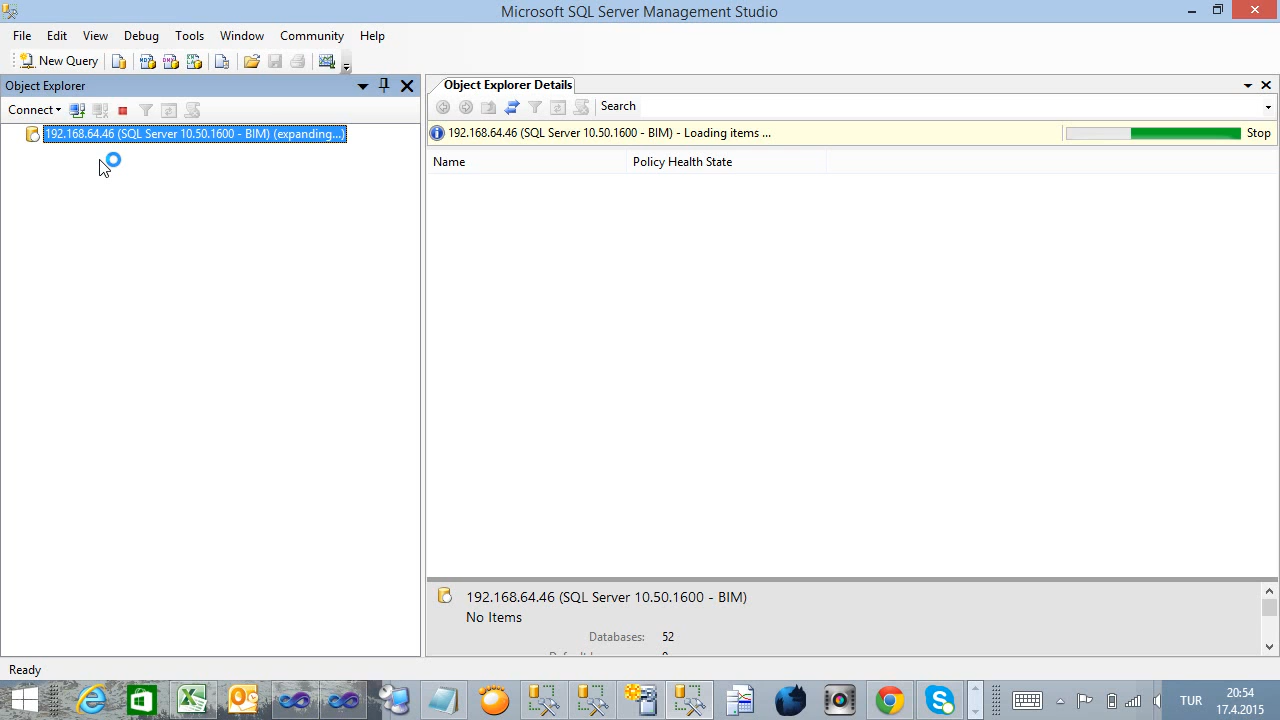 Microsoft SQL Server Management Studio
File Edit View Debug Tools Window Community Help
New Query
Object Explorer
Connect
192.168.64.46 (SQL Server 10.50.1600 - BIM) (expanding...)
Object Explorer Details
Search
192.168.64.46 (SQL Server 10.50.1600 - BIM) - Loading items ...
Stop
Name Policy Health State
192.168.64.46 (SQL Server 10.50.1600 - BIM)
No Items
Databases: 52
Ready
TUR
20:54
17.4.2015